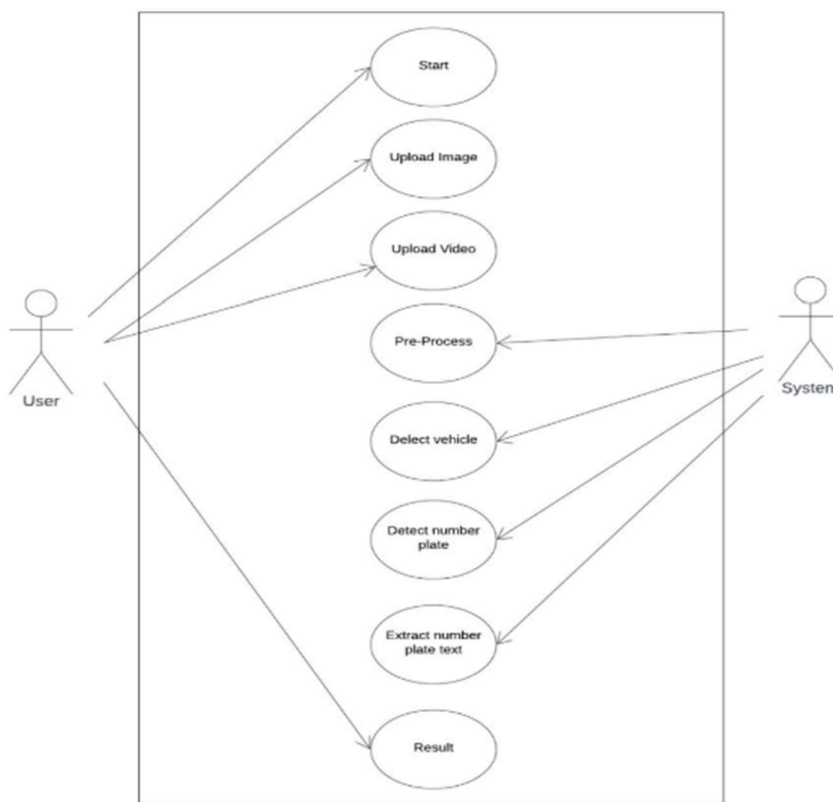 Start
Upload Image
Upload Video
Pre-Process
Delect vehicle
Detect number
plate
Extract number
plate text
Result
User
System